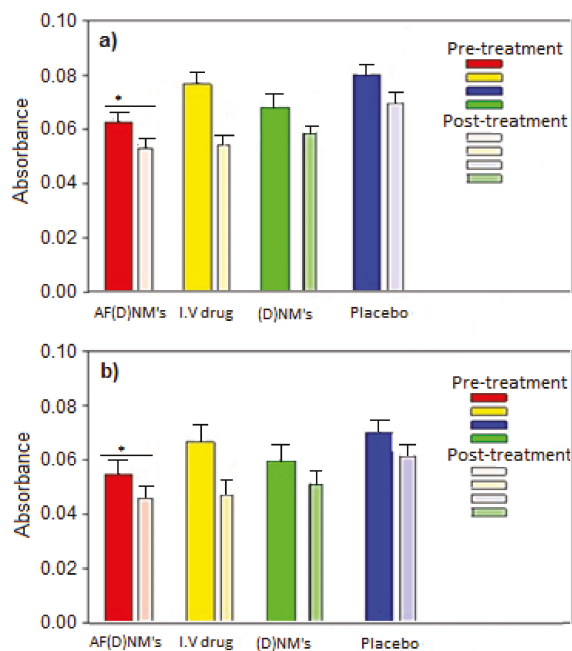 a)
0.10
0.08
0.06
0.04
0.02
0.00
Absorbance
*
Pre-treatment
Post-treatment
AF(D)NM's I.V drug (D)NM's Placebo
b)
0.10
0.08
0.06
0.04
0.02
0.00
Absorbance
*
Pre-treatment
Post-treatment
AF(D)NM's I.V drug (D)NM's Placebo